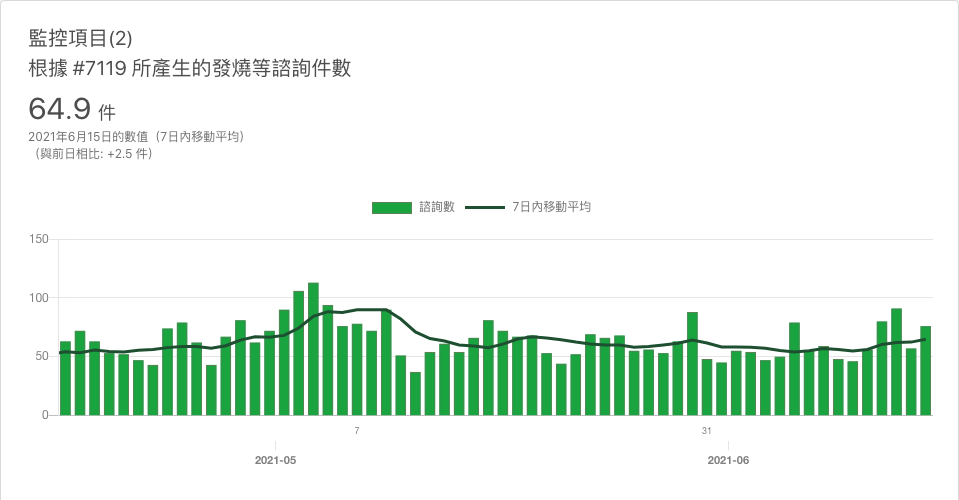 監控項目(2)
根據 #7119 所產生的發燒等諮詢件數
64.9 件
2021年6月15日的數值（7日內移動平均）
（與前日相比: +2.5 件）
諮詢數 7日內移動平均
150
100
50
0
7 31
2021-05 2021-06